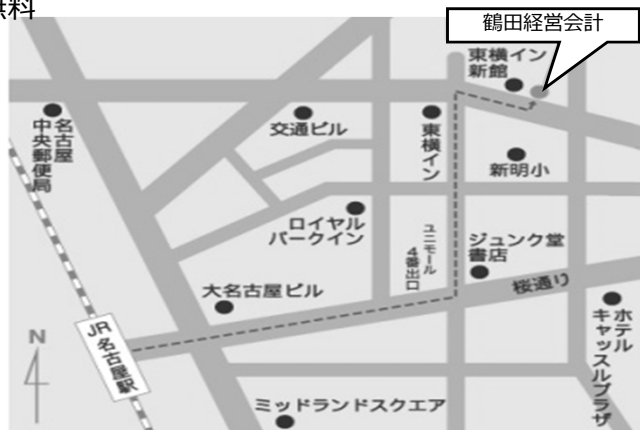 無料
鶴田経営会計
東横イン
新館
名古屋
中央郵便局
交通ビル
東横イン
新明小
ロイヤル
パークイン
ユニモール
4番出口
ジュンク堂
書店
大名古屋ビル
桜通り
JR名古屋駅
N
ホテル
キャッスルプラザ
ミッドランドスクエア